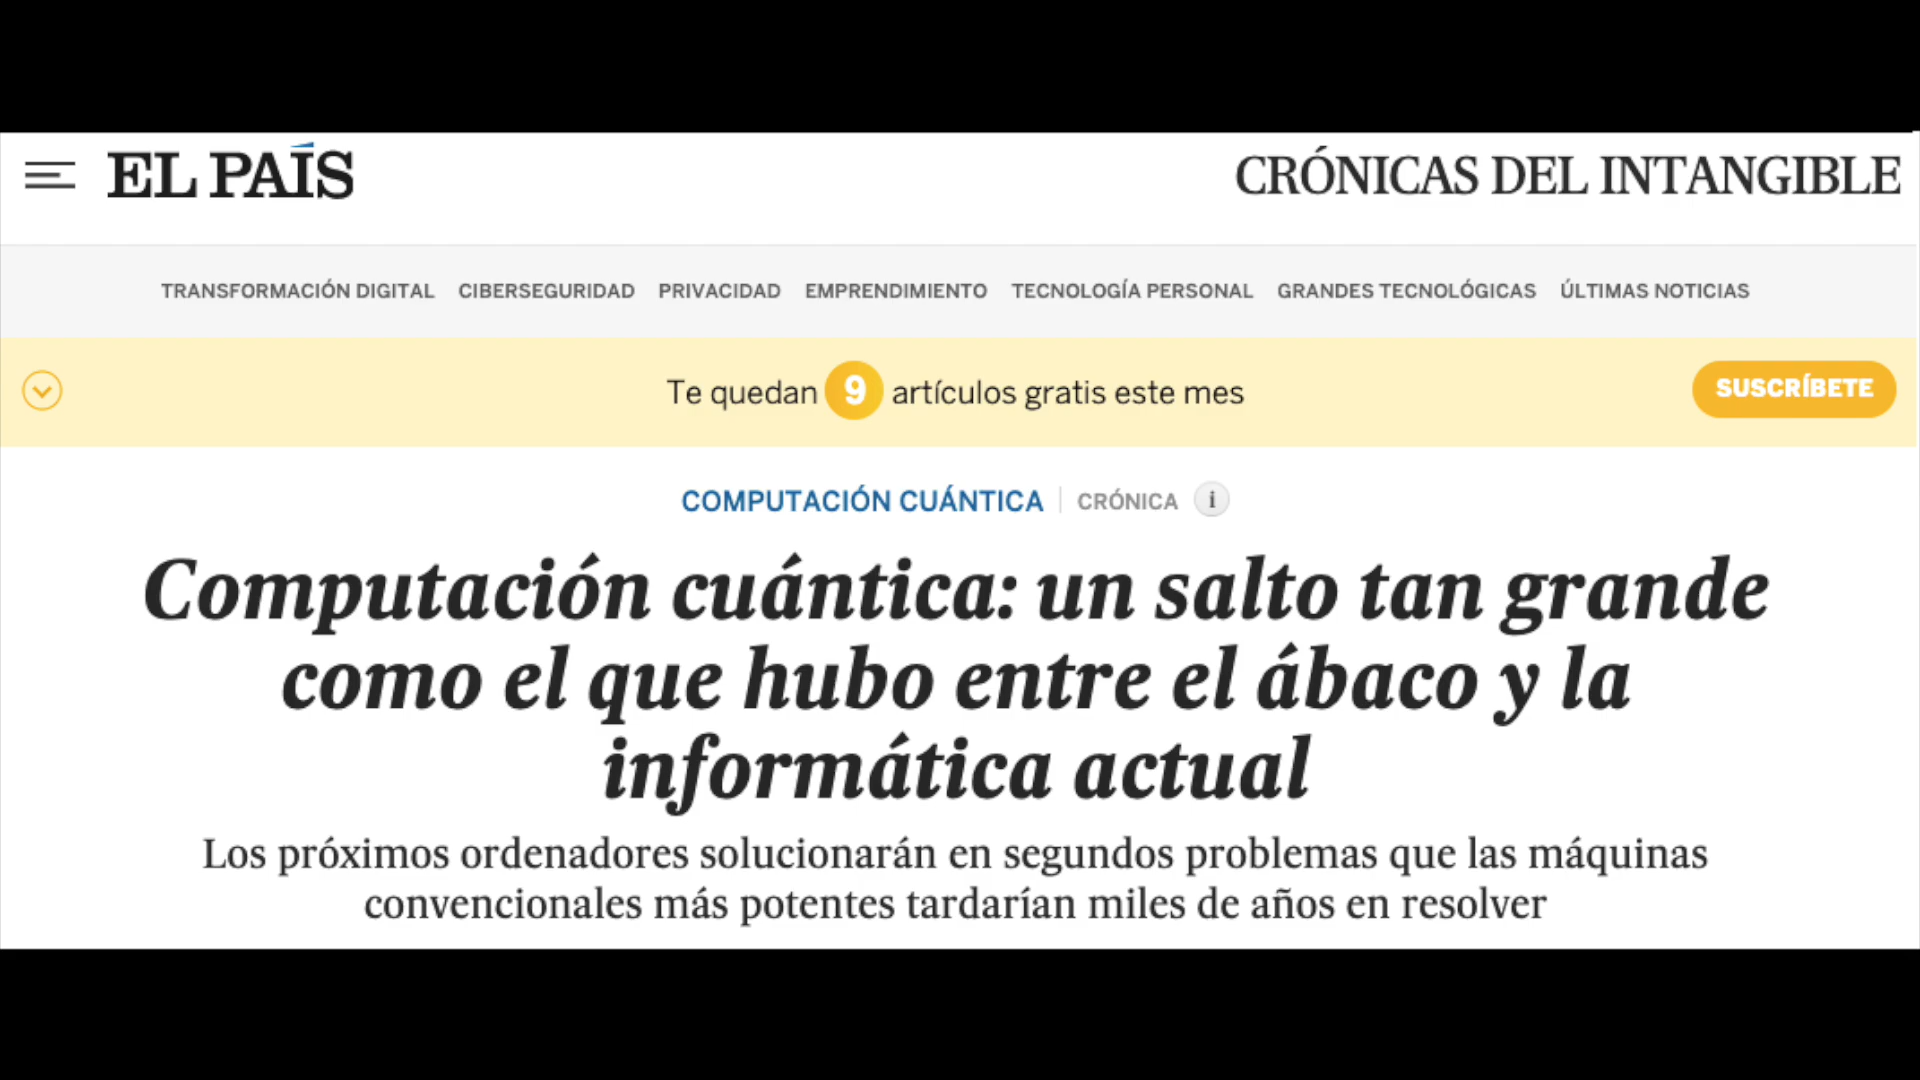 EL PAÍS
CRÓNICAS DEL INTANGIBLE
TRANSFORMACIÓN DIGITAL CIBERSEGURIDAD PRIVACIDAD EMPRENDIMIENTO TECNOLOGÍA PERSONAL GRANDES TECNOLÓGICAS ÚLTIMAS NOTICIAS
Te quedan 9 artículos gratis este mes
SUSCRÍBETE
COMPUTACIÓN CUÁNTICA CRÓNICA i
Computación cuántica: un salto tan grande
como el que hubo entre el ábaco y la
informática actual
Los próximos ordenadores solucionarán en segundos problemas que las máquinas
convencionales más potentes tardarían miles de años en resolver